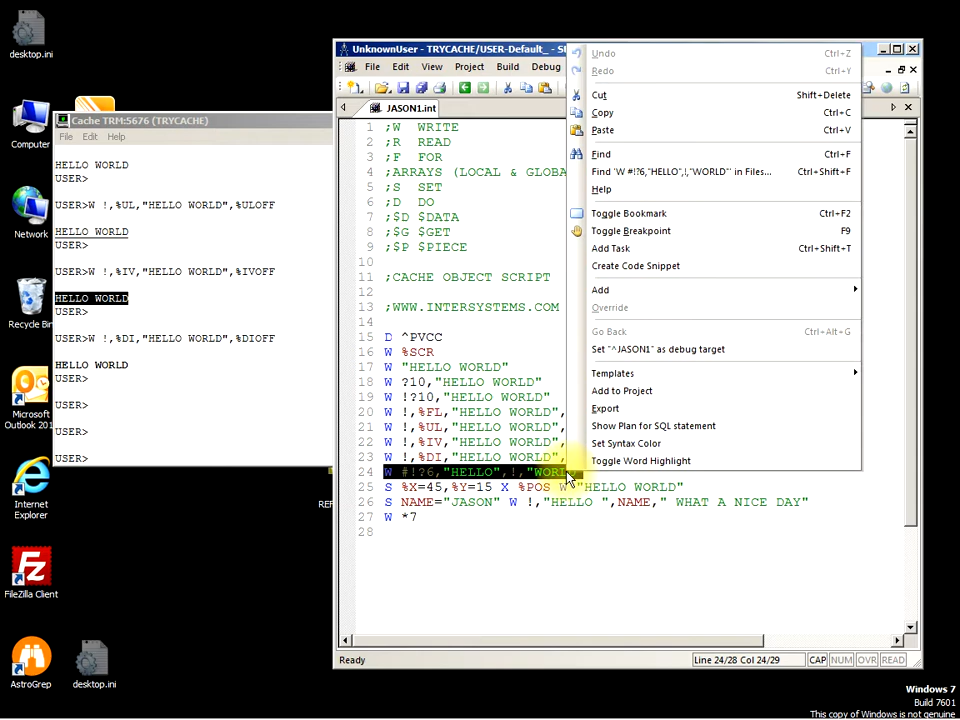 desktop.ini
Computer
Network
Recycle Bin
Microsoft
Outlook 201
Internet
Explorer
FileZilla Client
AstroGrep
desktop.ini
Cache TRM:5676 (TRYCACHE)
File Edit Help
HELLO WORLD
USER>
USER>W !,%UL,"HELLO WORLD",%ULOFF
HELLO WORLD
USER>
USER>W !,%IV,"HELLO WORLD",%IVOFF
HELLO WORLD
USER>
USER>W !,%DI,"HELLO WORLD",%DIOFF
HELLO WORLD
USER>
USER>
USER>
USER>
REF
UnknownUser - TRYCACHE/USER-Default_ - St
File Edit View Project Build Debug
JASON1.int
1 ;W WRITE
2 ;R READ
3 ;F FOR
4 ;ARRAYS (LOCAL & GLOBA
5 ;S SET
6 ;D DO
7 ;$D $DATA
8 ;$G $GET
9 ;$P $PIECE
10
11 ;CACHE OBJECT SCRIPT
12
13 ;WWW.INTERSYSTEMS.COM
14
15 D ^PVCC
16 W %SCR
17 W "HELLO WORLD"
18 W ?10,"HELLO WORLD"
19 W !?10,"HELLO WORLD"
20 W !,%FL,"HELLO WORLD",
21 W !,%UL,"HELLO WORLD",
22 W !,%IV,"HELLO WORLD",
23 W !,%DI,"HELLO WORLD",
24 W #!?6,"HELLO",!,"WORL
25 S %X=45,%Y=15 X %POS W "HELLO WORLD"
26 S NAME="JASON" W !,"HELLO ",NAME," WHAT A NICE DAY"
27 W *7
28
Undo Ctrl+Z
Redo Ctrl+Y
Cut Shift+Delete
Copy Ctrl+C
Paste Ctrl+V
Find Ctrl+F
Find 'W #!?6,"HELLO",!,"WORLD"' in Files... Ctrl+Shift+F
Help
Toggle Bookmark Ctrl+F2
Toggle Breakpoint F9
Add Task Ctrl+Shift+T
Create Code Snippet
Add
Override
Go Back Ctrl+Alt+G
Set "^JASON1" as debug target
Templates
Add to Project
Export
Show Plan for SQL statement
Set Syntax Color
Toggle Word Highlight
Ready Line 24/28 Col 24/29 CAP NUM OVR READ
Windows 7
Build 7601
This copy of Windows is not genuine